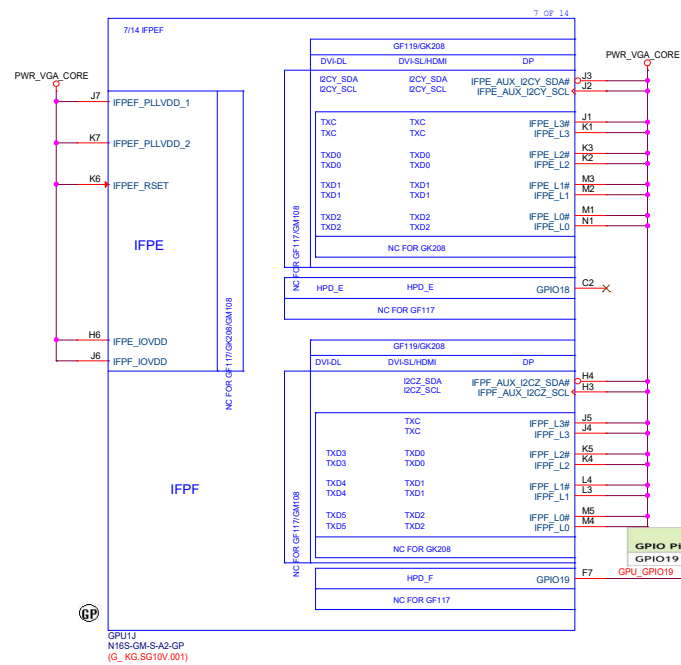 7 OF 14
7/14 IFPEF
GF119/GK208
DVI-DL DVI-SL/HDMI DP
PWR_VGA_CORE
PWR_VGA_CORE
I2CY_SDA I2CY_SDA IFPE_AUX_I2CY_SDA# J3
I2CY_SCL I2CY_SCL IFPE_AUX_I2CY_SCL J2
J7 IFPEF_PLLVDD_1
TXC TXC IFPE_L3# J1
TXC TXC IFPE_L3 K1
K7 IFPEF_PLLVDD_2
TXD0 TXD0 IFPE_L2# K3
TXD0 TXD0 IFPE_L2 K2
K6 IFPEF_RSET
TXD1 TXD1 IFPE_L1# M3
TXD1 TXD1 IFPE_L1 M2
TXD2 TXD2 IFPE_L0# M1
TXD2 TXD2 IFPE_L0 N1
IFPE
NC FOR GK208
NC FOR GF117/GM108
HPD_E HPD_E GPIO18 C2
NC FOR GF117
H6 IFPE_IOVDD
J6 IFPF_IOVDD
NC FOR GF117/GK208/GM108
GF119/GK208
DVI-DL DVI-SL/HDMI DP
I2CZ_SDA IFPF_AUX_I2CZ_SDA# H4
I2CZ_SCL IFPF_AUX_I2CZ_SCL H3
TXC IFPF_L3# J5
TXC IFPF_L3 J4
TXD3 TXD0 IFPF_L2# K5
TXD3 TXD0 IFPF_L2 K4
IFPF
TXD4 TXD1 IFPF_L1# L4
TXD4 TXD1 IFPF_L1 L3
TXD5 TXD2 IFPF_L0# M5
TXD5 TXD2 IFPF_L0 M4
NC FOR GK208
NC FOR GF117/GM108
GPIO Pi
GPIO19
HPD_F GPIO19 F7 GPU_GPIO19
NC FOR GF117
GP
GPU1J
N16S-GM-S-A2-GP
(G_ KG.SG10V.001)